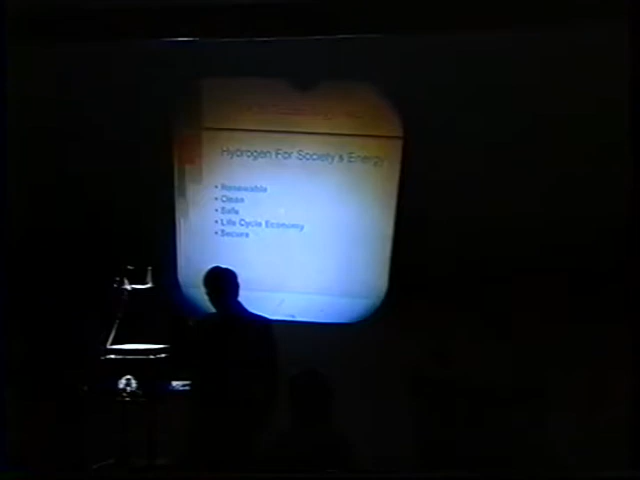 Hydrogen For Society & Energy
• Renewable
• Clean
• Safe
• Life Cycle Economy
• Secure